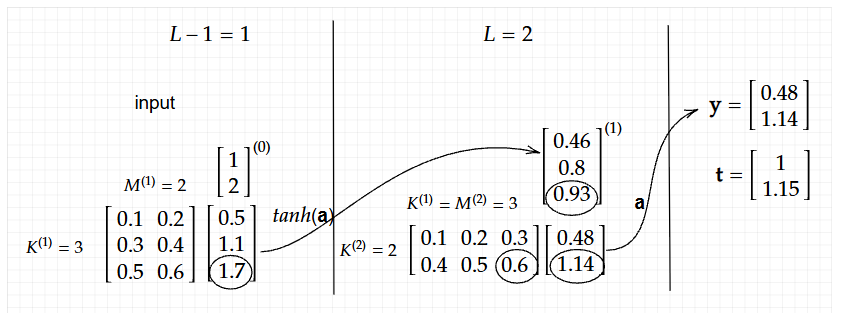 L − 1 = 1
L = 2
input
y = [0.48
1.14]
[1
2](0)
[0.46
0.8
0.93](1)
t = [1
1.15]
M(1) = 2
K(1) = 3
[0.1 0.2
0.3 0.4
0.5 0.6]
[0.5
1.1
1.7]
tanh(a)
K(1) = M(2) = 3
K(2) = 2
[0.1 0.2 0.3
0.4 0.5 0.6]
[0.48
1.14]
a